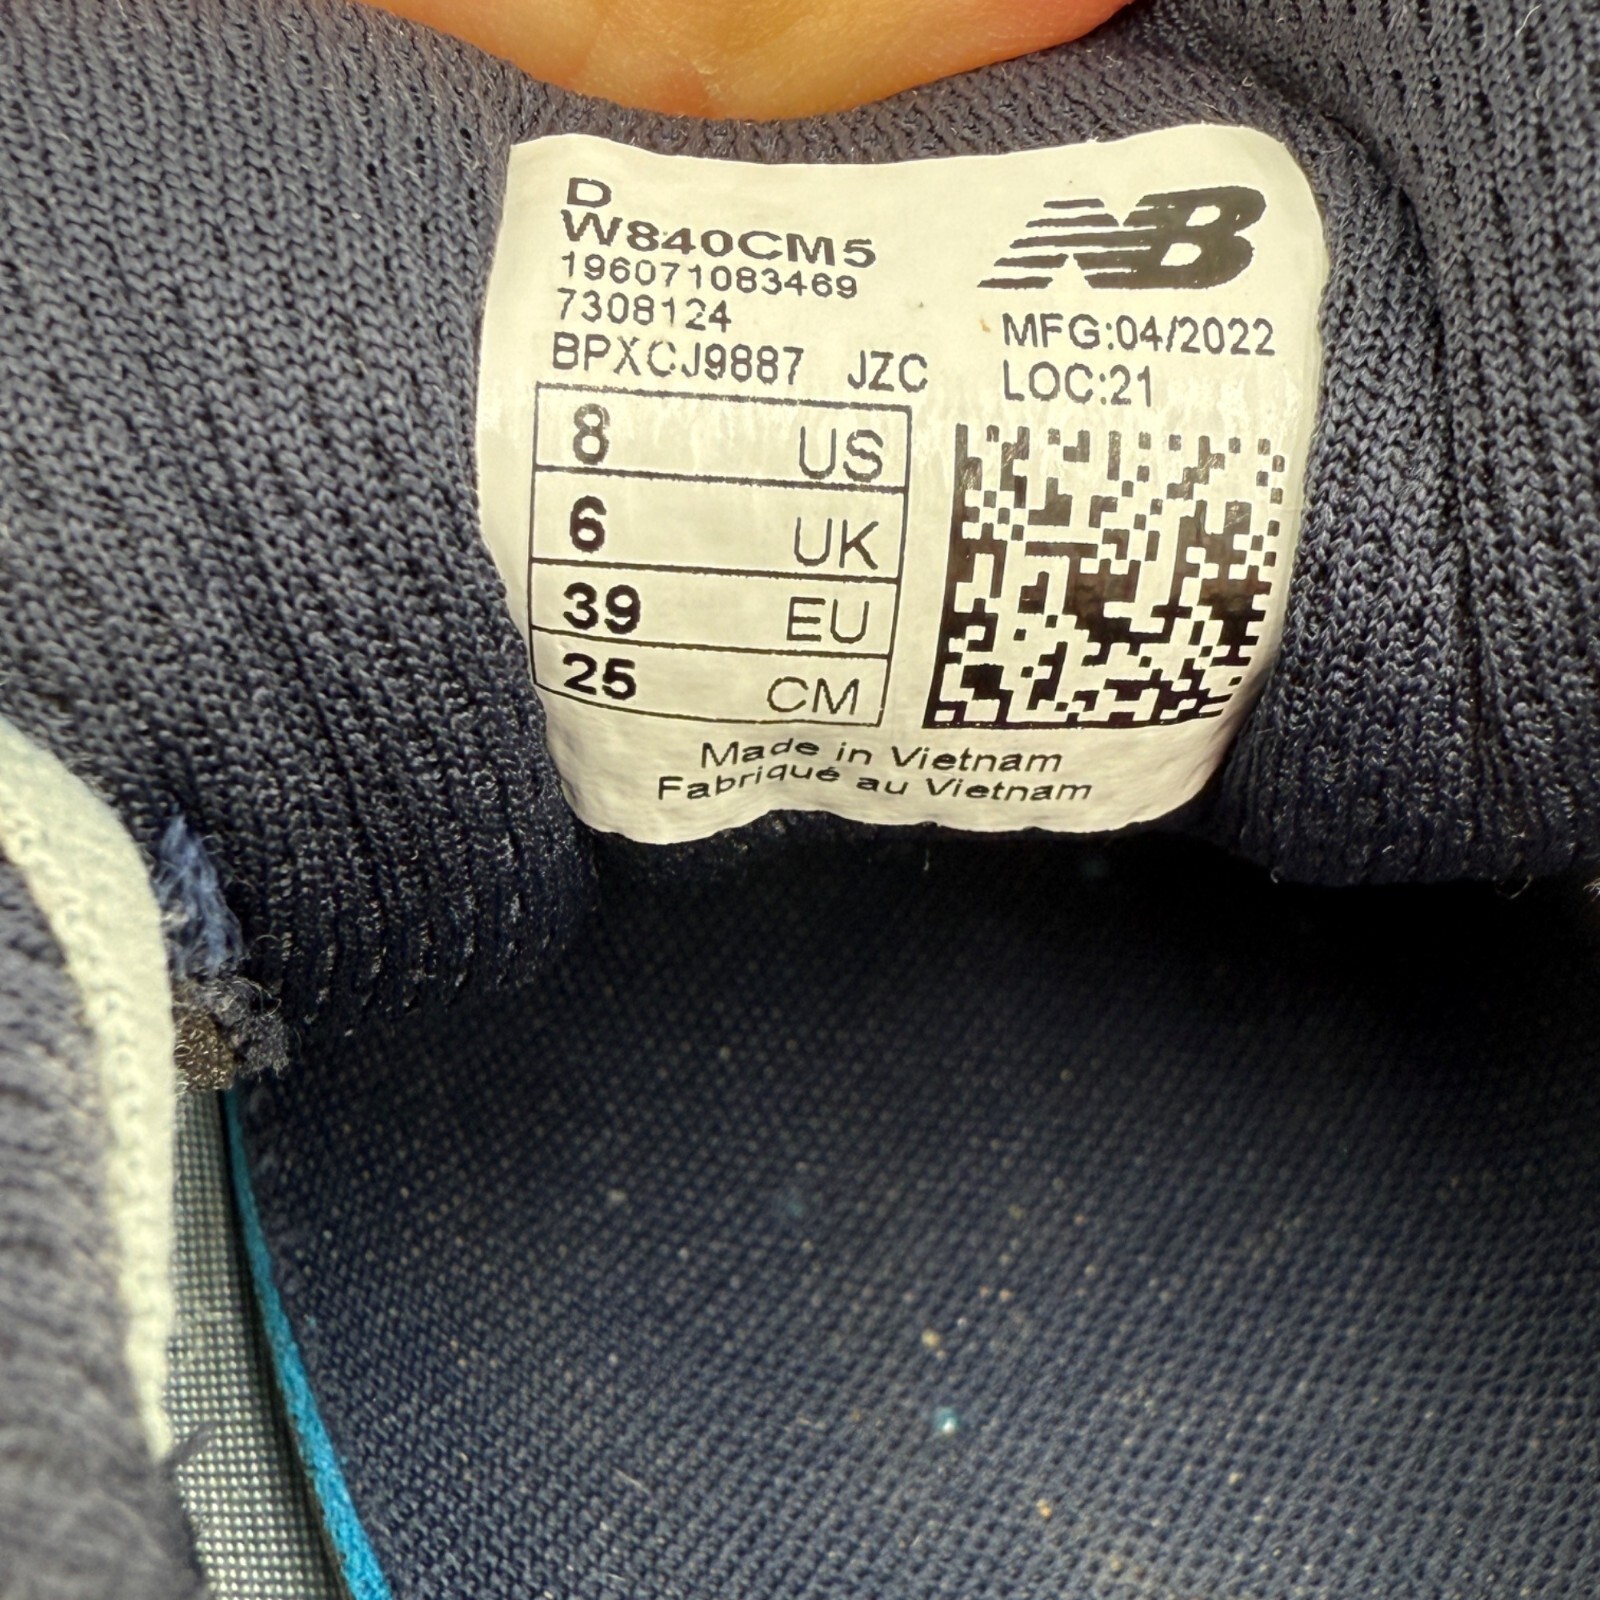 D
W840CM5
196071083469
7308124
BPXCJ9887 JZC
NB
MFG:04/2022
LOC:21
8 US
6 UK
39 EU
25 CM
Made in Vietnam
Fabriqué au Vietnam